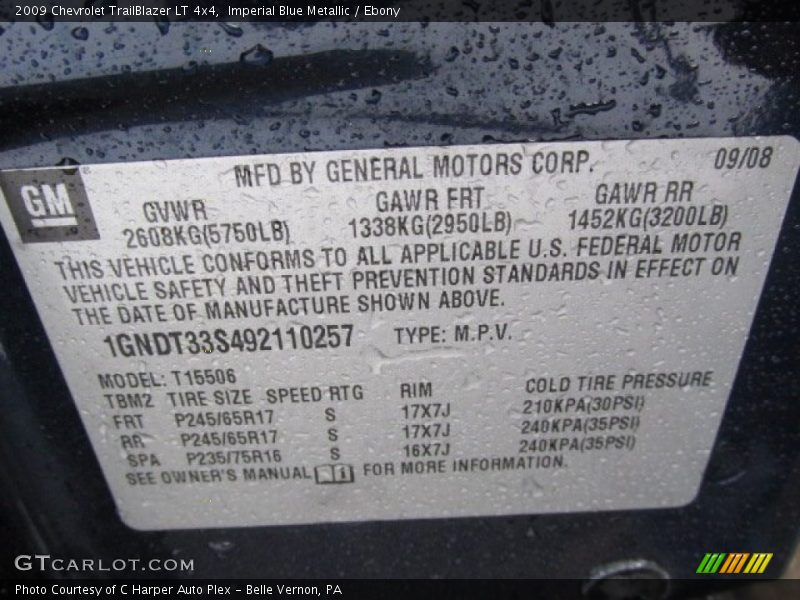 2009 Chevrolet TrailBlazer LT 4x4, Imperial Blue Metallic / Ebony
MFD BY GENERAL MOTORS CORP. 09/08
GM
GVWR GAWR FRT GAWR RR
2608KG(5750LB) 1338KG(2950LB) 1452KG(3200LB)
THIS VEHICLE CONFORMS TO ALL APPLICABLE U.S. FEDERAL MOTOR
VEHICLE SAFETY AND THEFT PREVENTION STANDARDS IN EFFECT ON
THE DATE OF MANUFACTURE SHOWN ABOVE.
1GNDT33S492110257 TYPE: M.P.V.
MODEL: T15506
TBM2 TIRE SIZE SPEED RTG RIM COLD TIRE PRESSURE
FRT P245/65R17 S 17X7J 210KPA(30PSI)
RR P245/65R17 S 17X7J 240KPA(35PSI)
SPA P235/75R16 S 16X7J 240KPA(35PSI)
SEE OWNER'S MANUAL FOR MORE INFORMATION.
GTCARLOT.COM
Photo Courtesy of C Harper Auto Plex – Belle Vernon, PA